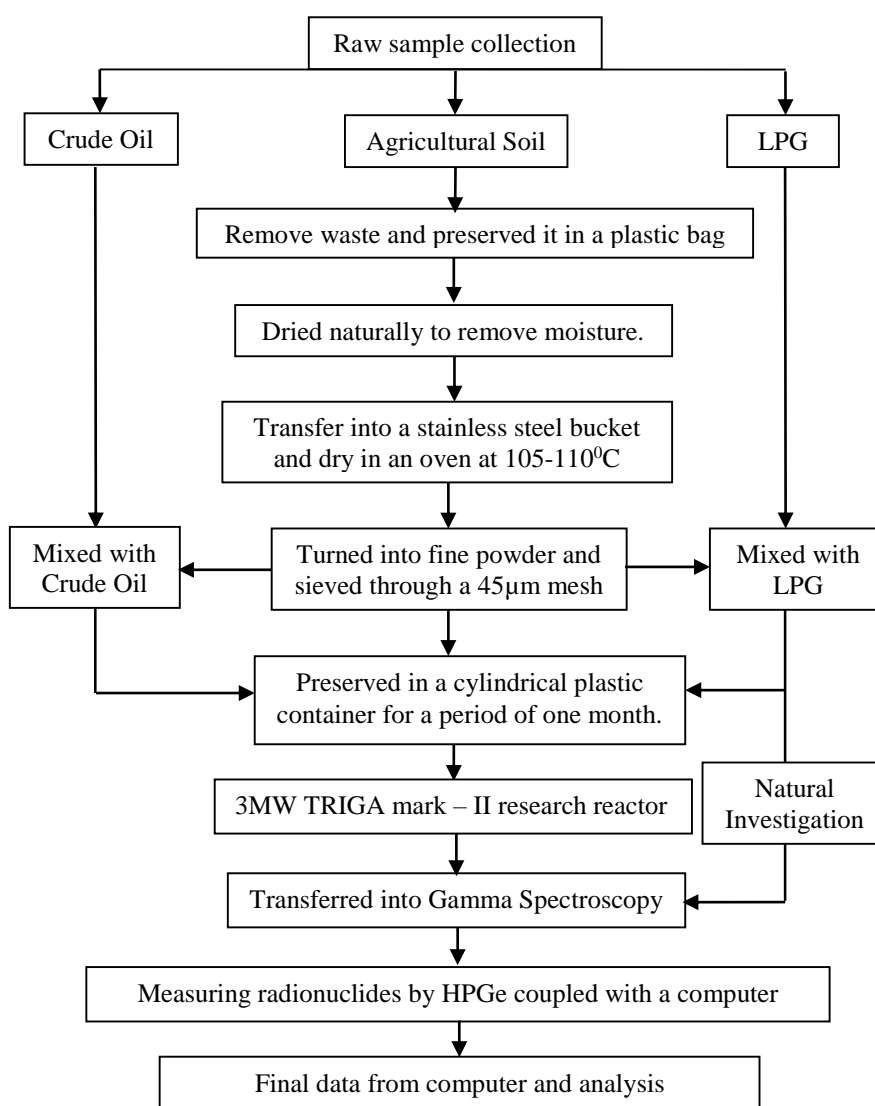 Raw sample collection
Crude Oil
Agricultural Soil
LPG
Remove waste and preserved it in a plastic bag
Dried naturally to remove moisture.
Transfer into a stainless steel bucket
and dry in an oven at 105-110⁰C
Mixed with
Crude Oil
Turned into fine powder and
sieved through a 45µm mesh
Mixed with
LPG
Preserved in a cylindrical plastic
container for a period of one month.
3MW TRIGA mark – II research reactor
Natural
Investigation
Transferred into Gamma Spectroscopy
Measuring radionuclides by HPGe coupled with a computer
Final data from computer and analysis